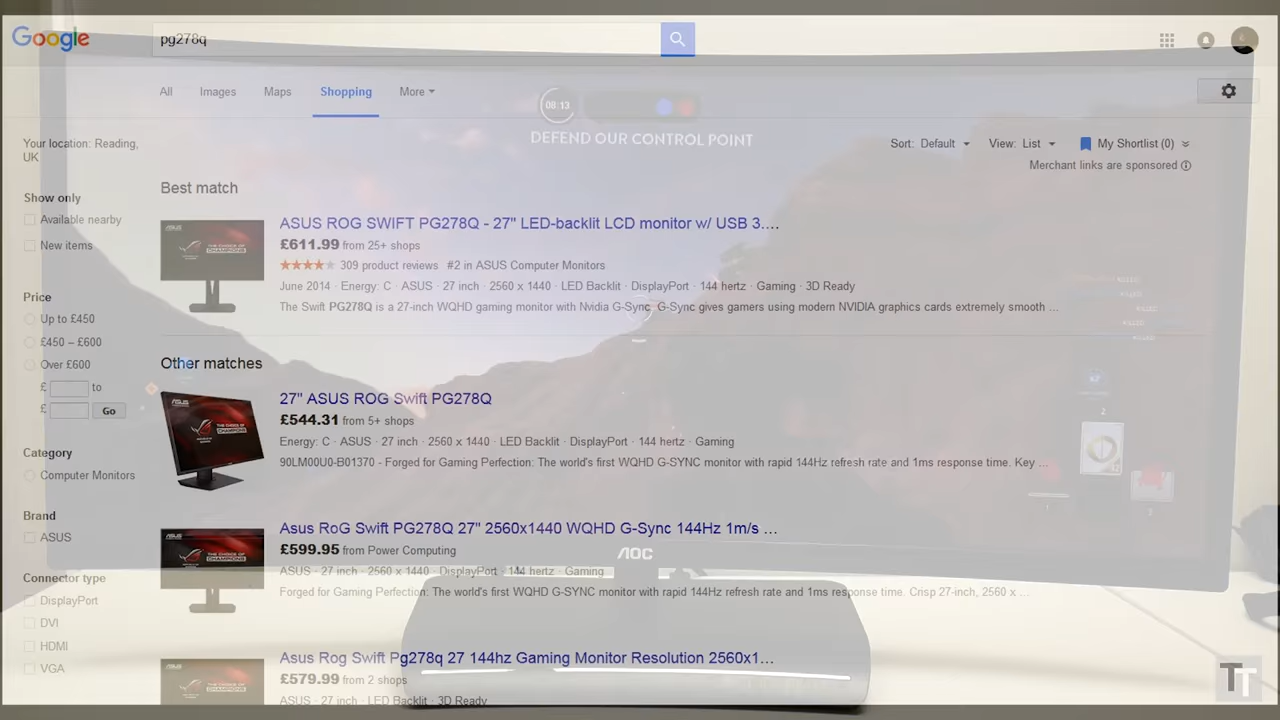 Google
pg278q
All Images Maps Shopping More
08:13
DEFEND OUR CONTROL POINT
Your location: Reading, UK
Sort: Default View: List My Shortlist (0)
Merchant links are sponsored
Show only
Available nearby
New items
Price
Up to £450
£450 – £600
Over £600
£ to
£ Go
Category
Computer Monitors
Brand
ASUS
Connector type
DisplayPort
DVI
HDMI
VGA
Best match
ASUS ROG SWIFT PG278Q - 27" LED-backlit LCD monitor w/ USB 3....
£611.99 from 25+ shops
309 product reviews #2 in ASUS Computer Monitors
June 2014 · Energy: C · ASUS · 27 inch · 2560 x 1440 · LED Backlit · DisplayPort · 144 hertz · Gaming · 3D Ready
The Swift PG278Q is a 27-inch WQHD gaming monitor with Nvidia G-Sync. G-Sync gives gamers using modern NVIDIA graphics cards extremely smooth ...
Other matches
27" ASUS ROG Swift PG278Q
£544.31 from 5+ shops
Energy: C · ASUS · 27 inch · 2560 x 1440 · LED Backlit · DisplayPort · 144 hertz · Gaming
90LM00U0-B01370 - Forged for Gaming Perfection: The world's first WQHD G-SYNC monitor with rapid 144Hz refresh rate and 1ms response time. Key ...
Asus RoG Swift PG278Q 27" 2560x1440 WQHD G-Sync 144Hz 1m/s ...
£599.95 from Power Computing
ASUS · 27 inch · 2560 x 1440 · DisplayPort · 144 hertz · Gaming
Forged for Gaming Perfection: The world's first WQHD G-SYNC monitor with rapid 144Hz refresh rate and 1ms response time. Crisp 27-inch, 2560 x ...
Asus Rog Swift Pg278q 27 144hz Gaming Monitor Resolution 2560x1...
£579.99 from 2 shops
ASUS · 27 inch · LED Backlit · 3D Ready
AOC
TT